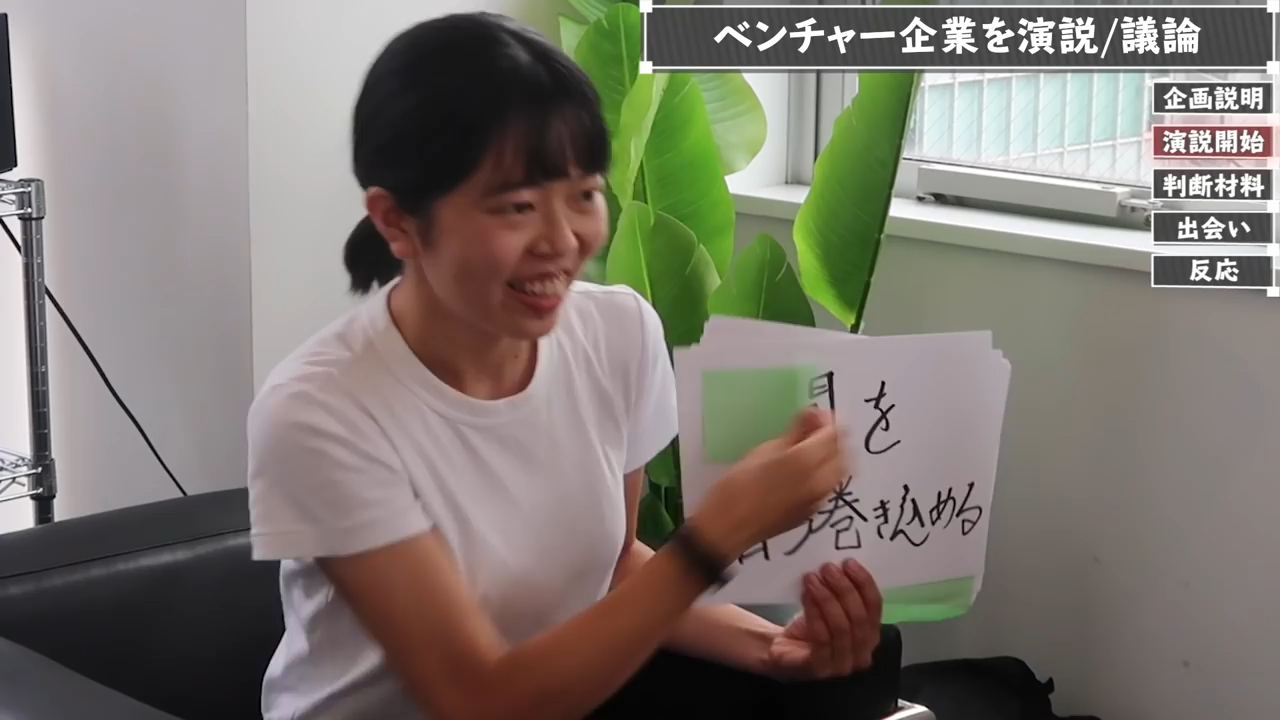 ベンチャー企業を演説/議論
企画説明
演説開始
判断材料
出会い
反応
を
巻き込める